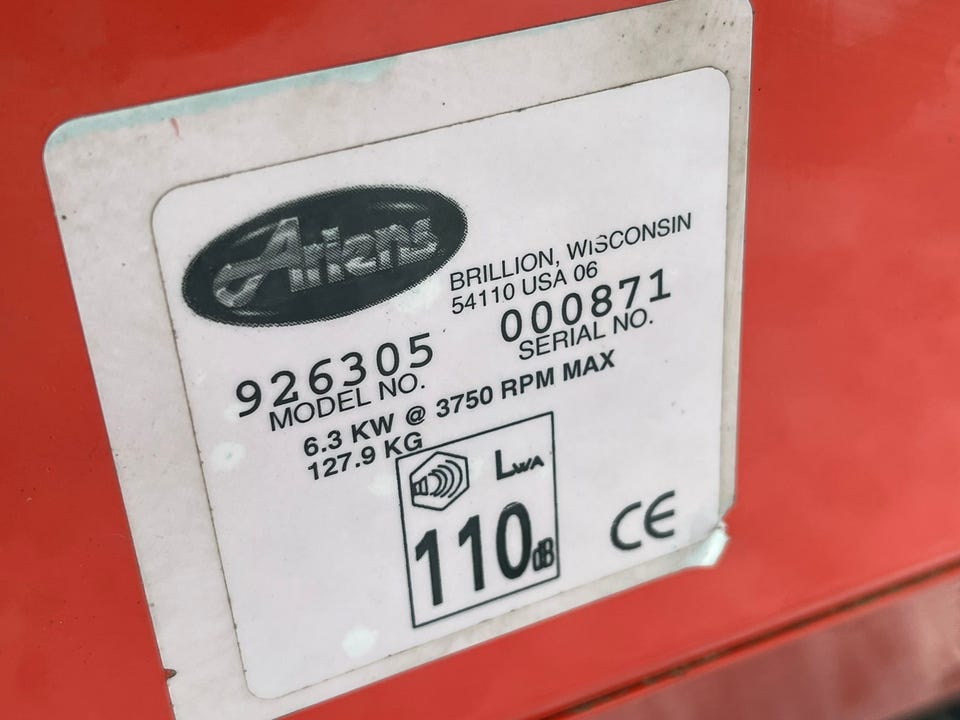 Ariens
BRILLION, WISCONSIN
54110 USA 06
926305
MODEL NO.
000871
SERIAL NO.
6.3 KW @ 3750 RPM MAX
127.9 KG
LWA
110dB
CE